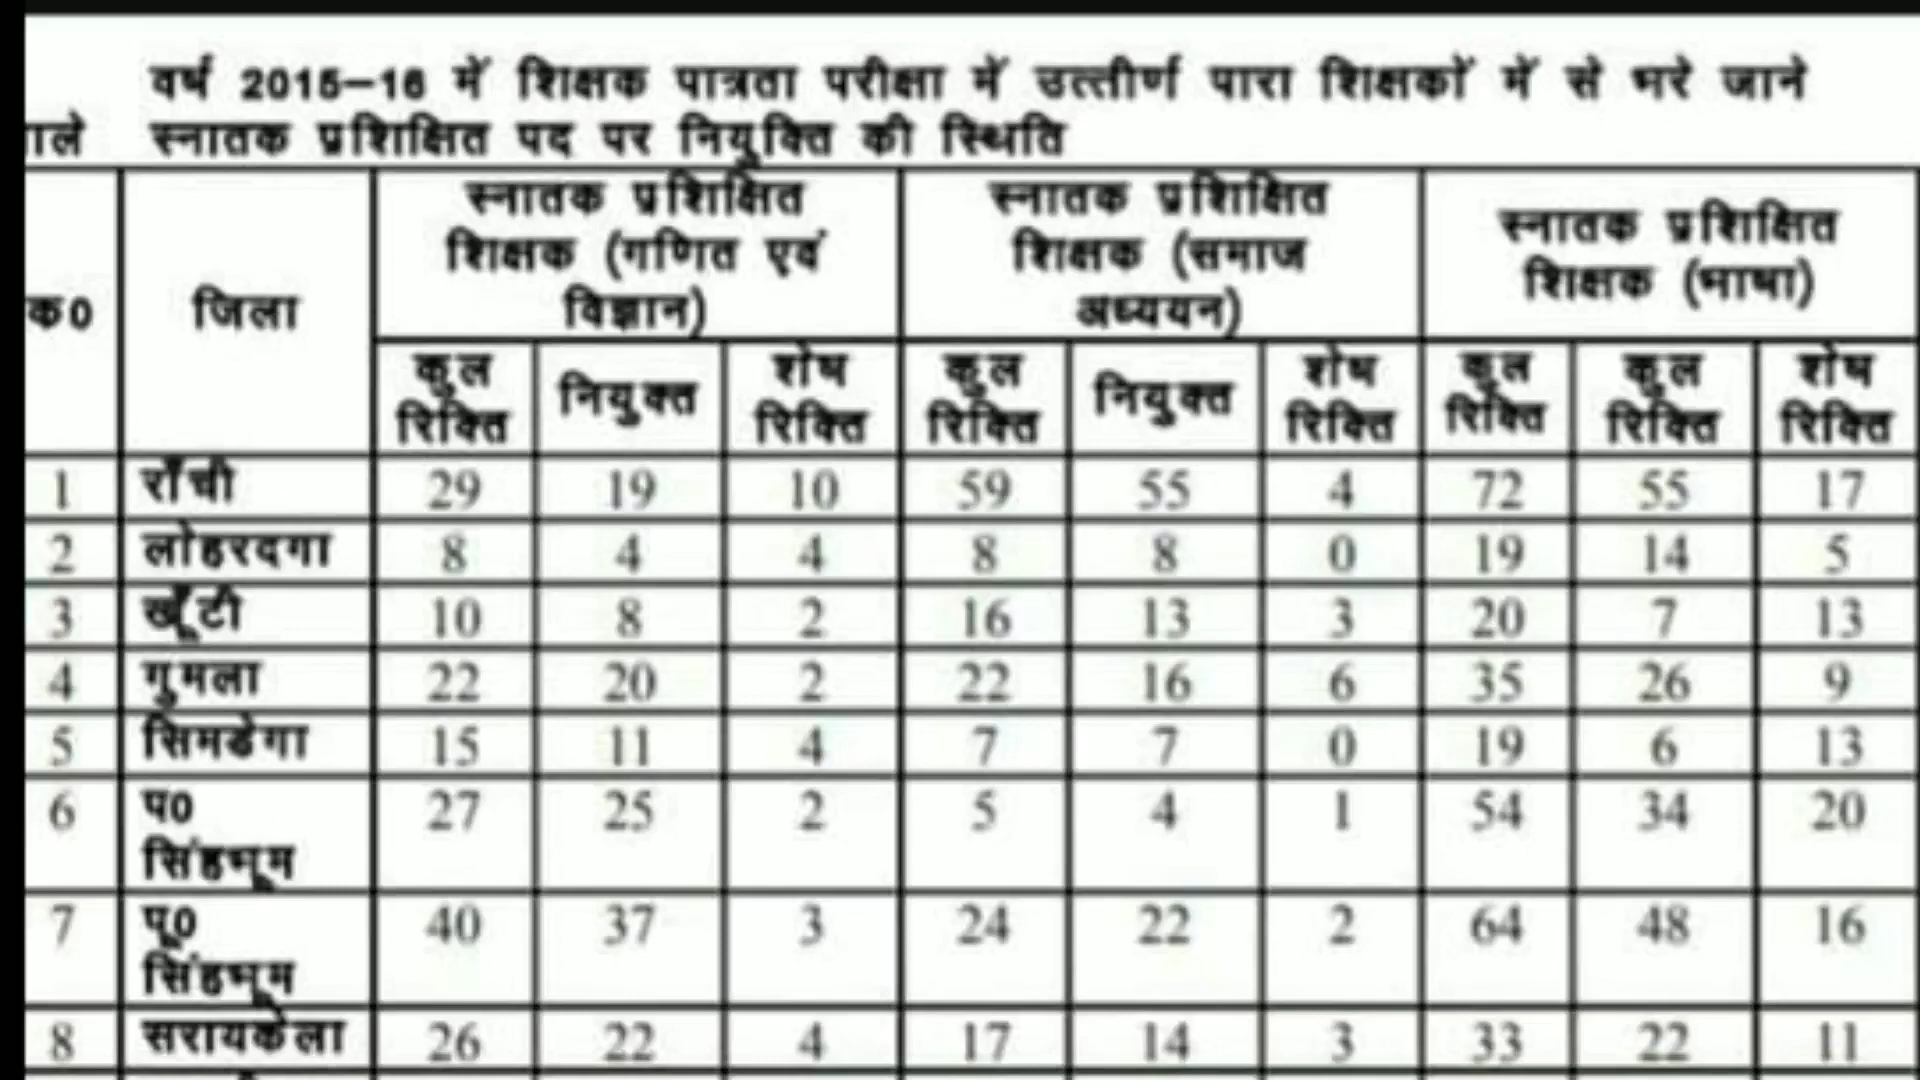 वर्ष 2015–16 में शिक्षक पात्रता परीक्षा में उत्तीर्ण पारा शिक्षकों में से भरे जाने
ाले स्नातक प्रशिक्षित पद पर नियुक्ति की स्थिति
क0 जिला स्नातक प्रशिक्षित शिक्षक (गणित एवं विज्ञान) स्नातक प्रशिक्षित शिक्षक (समाज अध्ययन) स्नातक प्रशिक्षित शिक्षक (भाषा)
कुल रिक्ति नियुक्त शेष रिक्ति कुल रिक्ति नियुक्त शेष रिक्ति कुल रिक्ति कुल रिक्ति शेष रिक्ति
1 राँची 29 19 10 59 55 4 72 55 17
2 लोहरदगा 8 4 4 8 8 0 19 14 5
3 खूँटी 10 8 2 16 13 3 20 7 13
4 गुमला 22 20 2 22 16 6 35 26 9
5 सिमडेगा 15 11 4 7 7 0 19 6 13
6 प0 सिंहभूम 27 25 2 5 4 1 54 34 20
7 पू0 सिंहभूम 40 37 3 24 22 2 64 48 16
8 सरायकेला 26 22 4 17 14 3 33 22 11